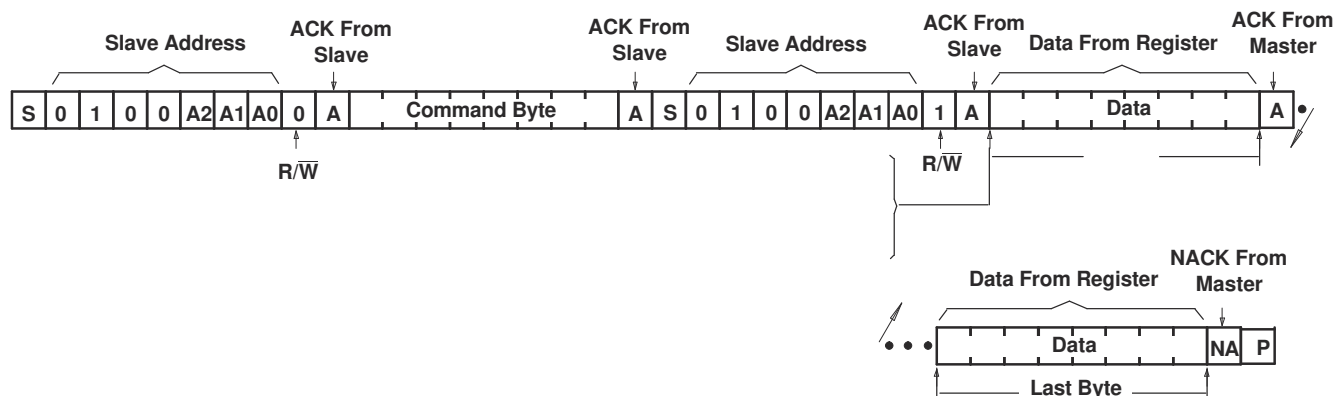 Slave Address
ACK From
Slave
ACK From
Slave
Slave Address
ACK From
Slave
Data From Register
ACK From
Master
S 0 1 0 0 A2 A1 A0 0 A Command Byte A S 0 1 0 0 A2 A1 A0 1 A Data A
R/W̅
R/W̅
Data From Register
NACK From
Master
Data NA P
Last Byte